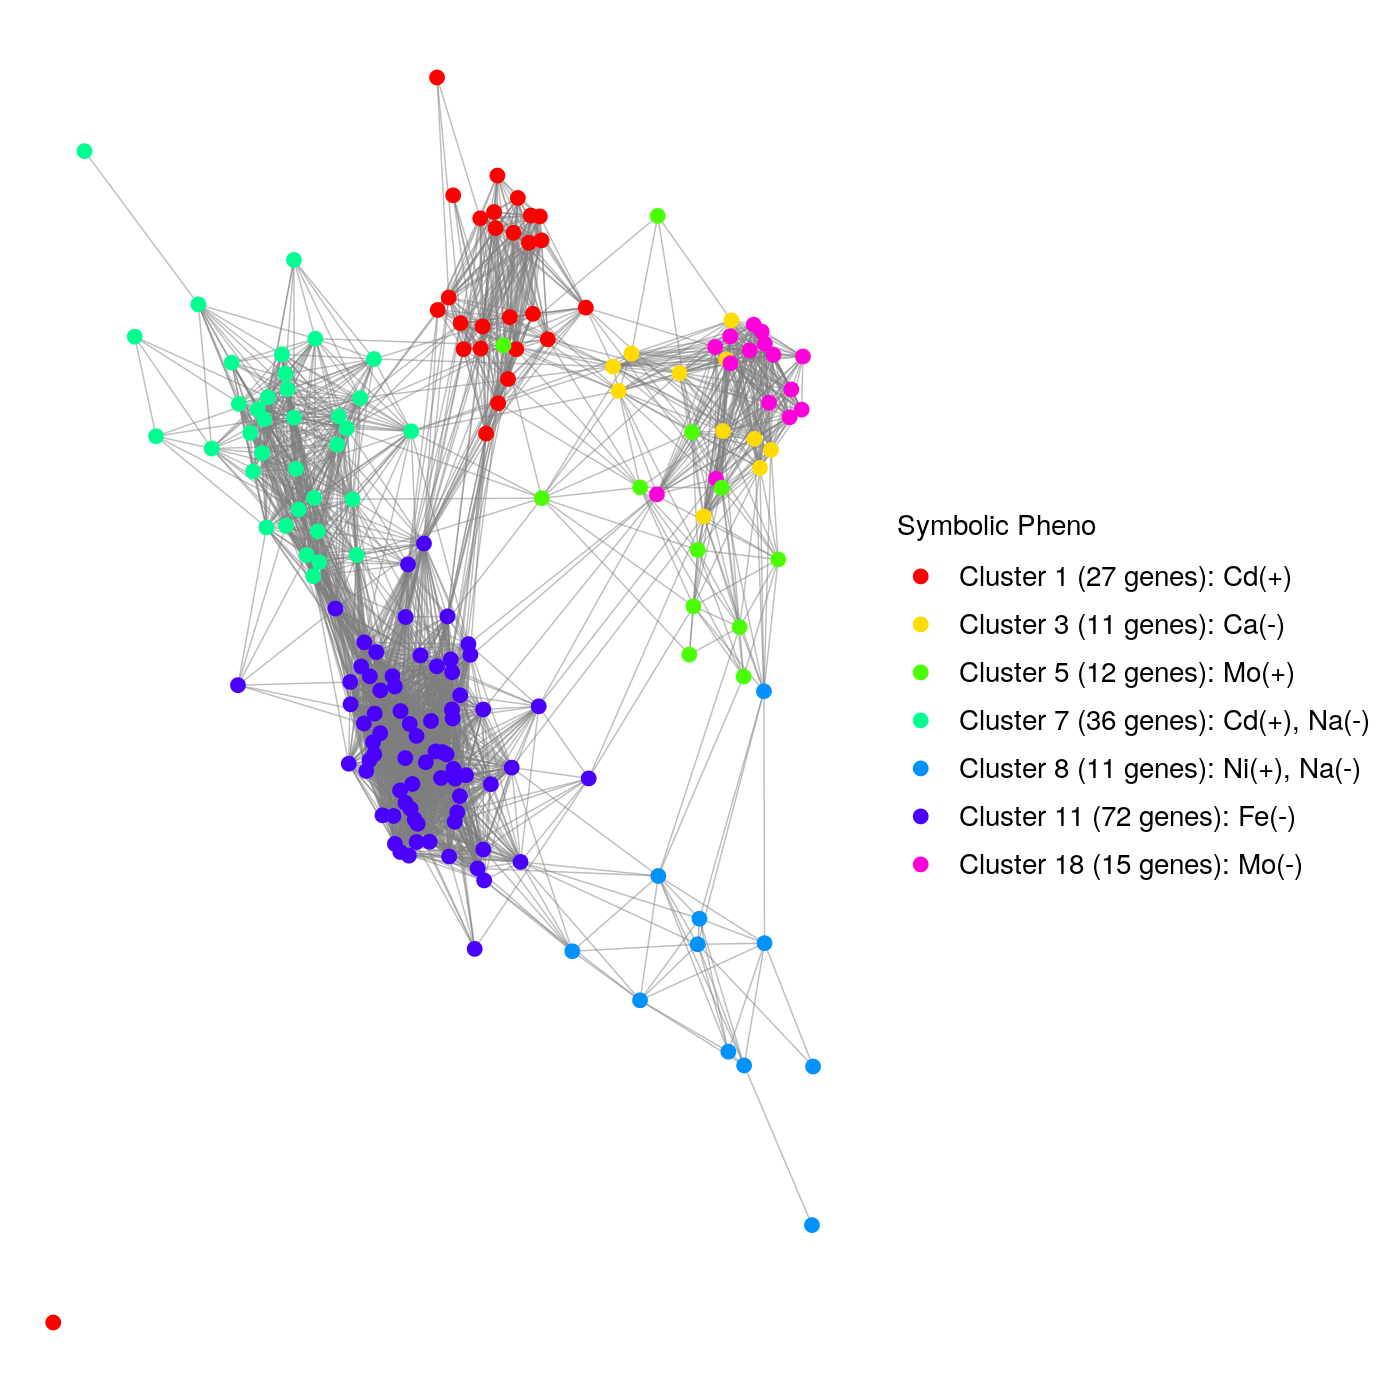 Symbolic Pheno
Cluster 1 (27 genes): Cd(+)
Cluster 3 (11 genes): Ca(-)
Cluster 5 (12 genes): Mo(+)
Cluster 7 (36 genes): Cd(+), Na(-)
Cluster 8 (11 genes): Ni(+), Na(-)
Cluster 11 (72 genes): Fe(-)
Cluster 18 (15 genes): Mo(-)